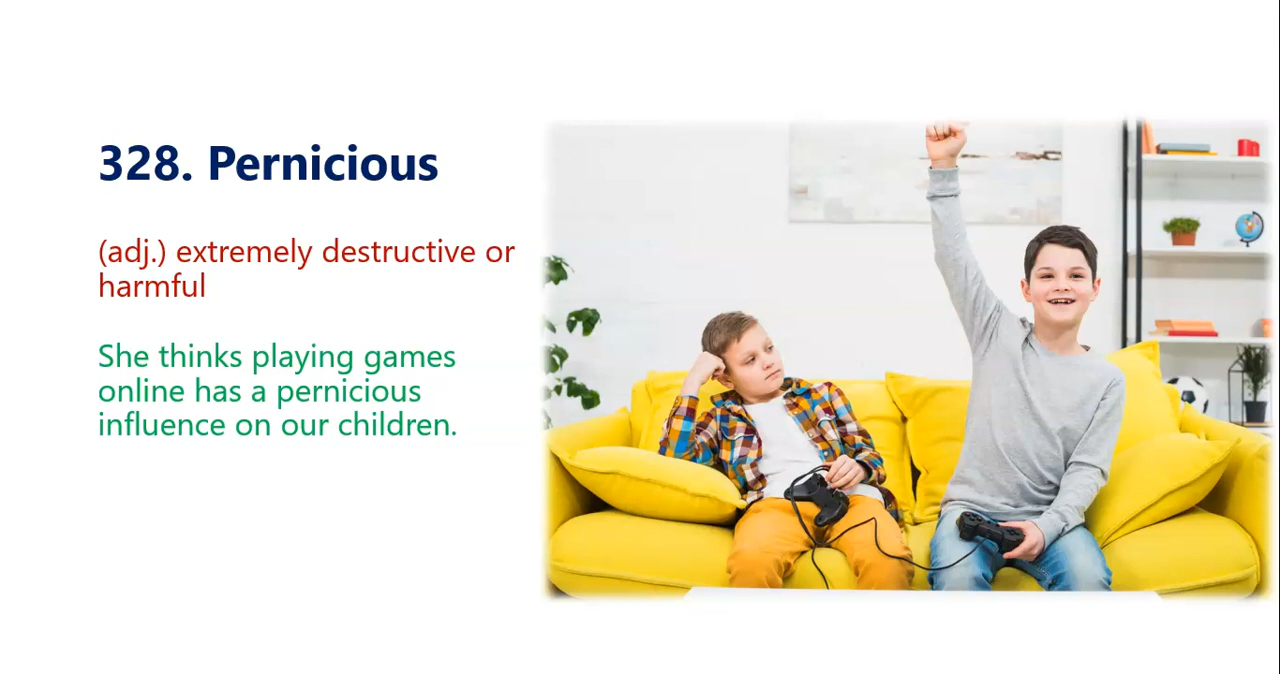 328. Pernicious
(adj.) extremely destructive or
harmful
She thinks playing games
online has a pernicious
influence on our children.